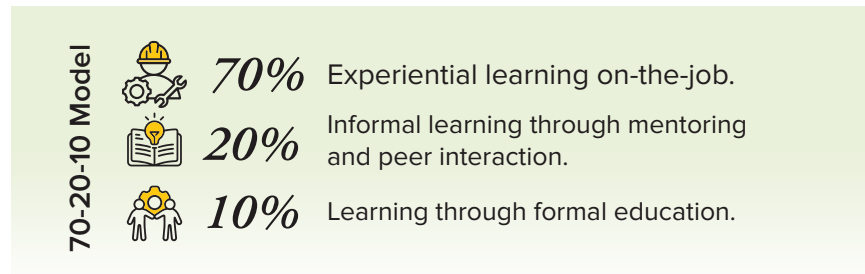 70-20-10 Model
70% Experiential learning on-the-job.
20% Informal learning through mentoring
and peer interaction.
10% Learning through formal education.